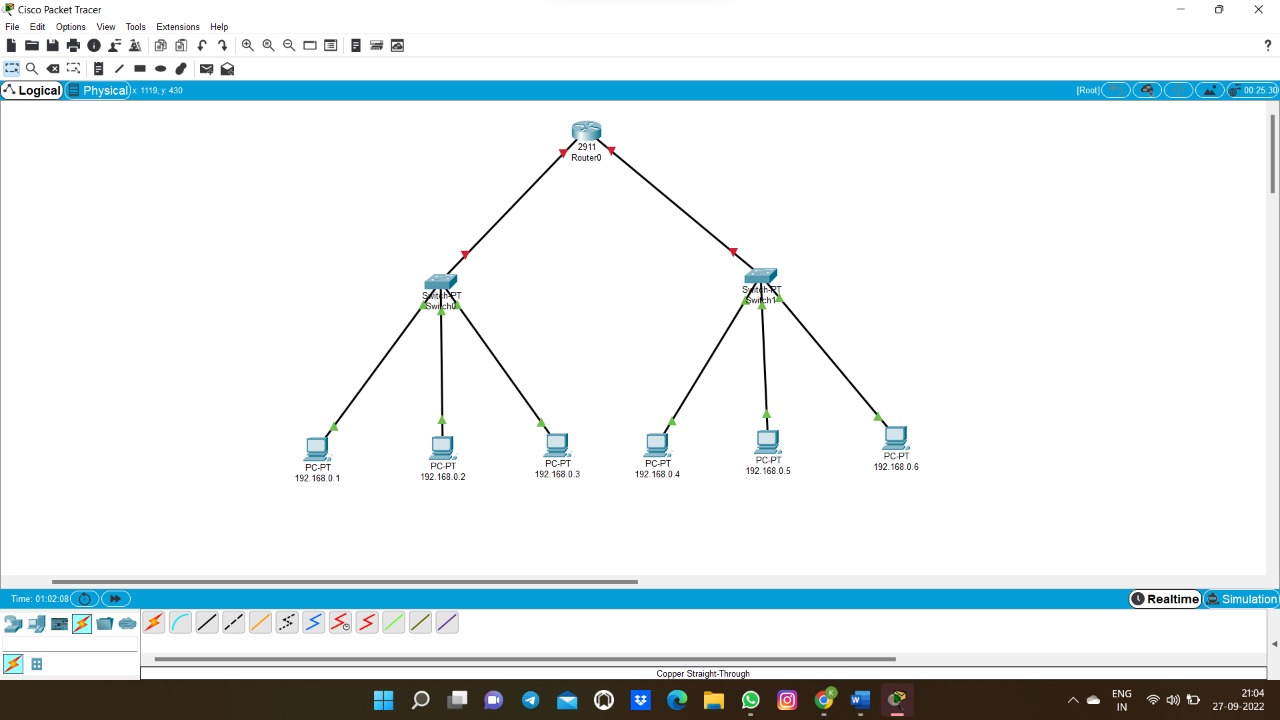 Cisco Packet Tracer
File Edit Options View Tools Extensions Help
?
Logical Physical x: 1119, y: 430 [Root] 00:25:30
2911
Router0
Switch-PT
Switch0
Switch-PT
Switch1
PC-PT
192.168.0.1
PC-PT
192.168.0.2
PC-PT
192.168.0.3
PC-PT
192.168.0.4
PC-PT
192.168.0.5
PC-PT
192.168.0.6
Time: 01:02:08 Realtime Simulation
Copper Straight-Through
ENG
IN
21:04
27-09-2022